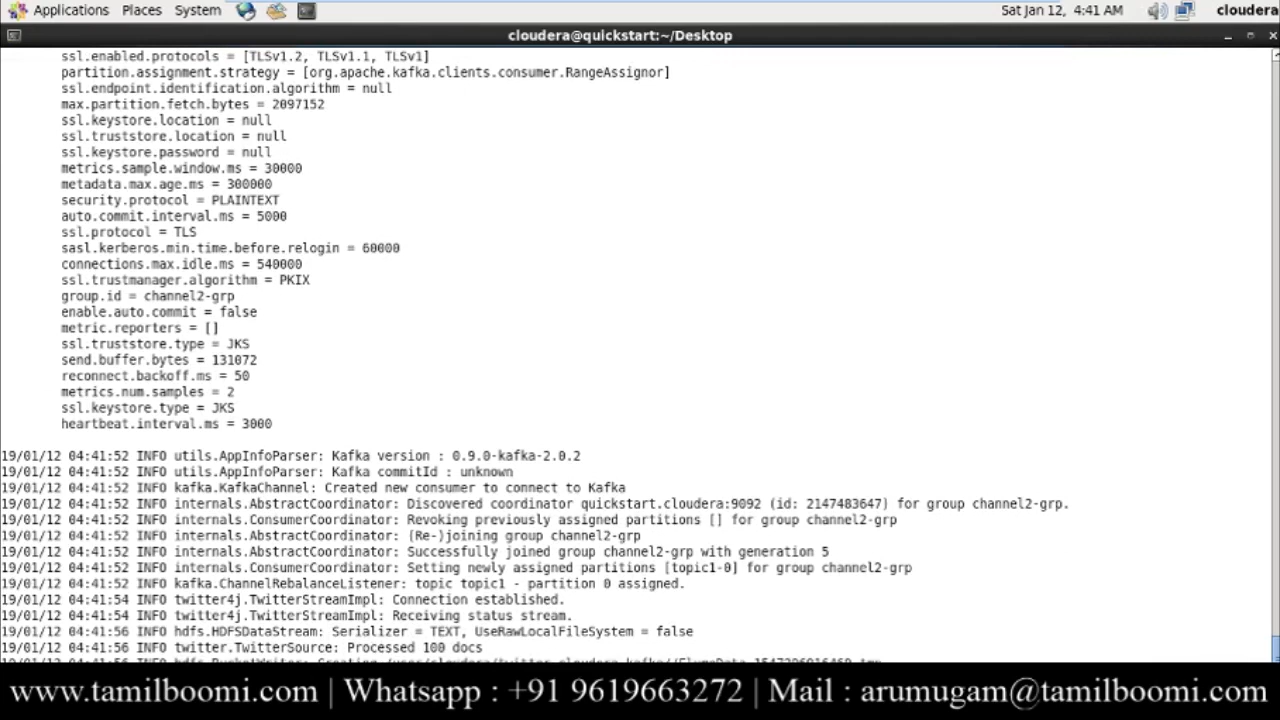 Applications Places System Sat Jan 12, 4:41 AM cloudera
cloudera@quickstart:~/Desktop
ssl.enabled.protocols = [TLSv1.2, TLSv1.1, TLSv1]
partition.assignment.strategy = [org.apache.kafka.clients.consumer.RangeAssignor]
ssl.endpoint.identification.algorithm = null
max.partition.fetch.bytes = 2097152
ssl.keystore.location = null
ssl.truststore.location = null
ssl.keystore.password = null
metrics.sample.window.ms = 30000
metadata.max.age.ms = 300000
security.protocol = PLAINTEXT
auto.commit.interval.ms = 5000
ssl.protocol = TLS
sasl.kerberos.min.time.before.relogin = 60000
connections.max.idle.ms = 540000
ssl.trustmanager.algorithm = PKIX
group.id = channel2-grp
enable.auto.commit = false
metric.reporters = []
ssl.truststore.type = JKS
send.buffer.bytes = 131072
reconnect.backoff.ms = 50
metrics.num.samples = 2
ssl.keystore.type = JKS
heartbeat.interval.ms = 3000
19/01/12 04:41:52 INFO utils.AppInfoParser: Kafka version : 0.9.0-kafka-2.0.2
19/01/12 04:41:52 INFO utils.AppInfoParser: Kafka commitId : unknown
19/01/12 04:41:52 INFO kafka.KafkaChannel: Created new consumer to connect to Kafka
19/01/12 04:41:52 INFO internals.AbstractCoordinator: Discovered coordinator quickstart.cloudera:9092 (id: 2147483647) for group channel2-grp.
19/01/12 04:41:52 INFO internals.ConsumerCoordinator: Revoking previously assigned partitions [] for group channel2-grp
19/01/12 04:41:52 INFO internals.AbstractCoordinator: (Re-)joining group channel2-grp
19/01/12 04:41:52 INFO internals.AbstractCoordinator: Successfully joined group channel2-grp with generation 5
19/01/12 04:41:52 INFO internals.ConsumerCoordinator: Setting newly assigned partitions [topic1-0] for group channel2-grp
19/01/12 04:41:52 INFO kafka.ChannelRebalanceListener: topic topic1 - partition 0 assigned.
19/01/12 04:41:54 INFO twitter4j.TwitterStreamImpl: Connection established.
19/01/12 04:41:54 INFO twitter4j.TwitterStreamImpl: Receiving status stream.
19/01/12 04:41:56 INFO hdfs.HDFSDataStream: Serializer = TEXT, UseRawLocalFileSystem = false
19/01/12 04:41:56 INFO twitter.TwitterSource: Processed 100 docs
19/01/12 04:41:56 INFO hdfs.BucketWriter: Creating
www.tamilboomi.com | Whatsapp : +91 9619663272 | Mail : arumugam@tamilboomi.com